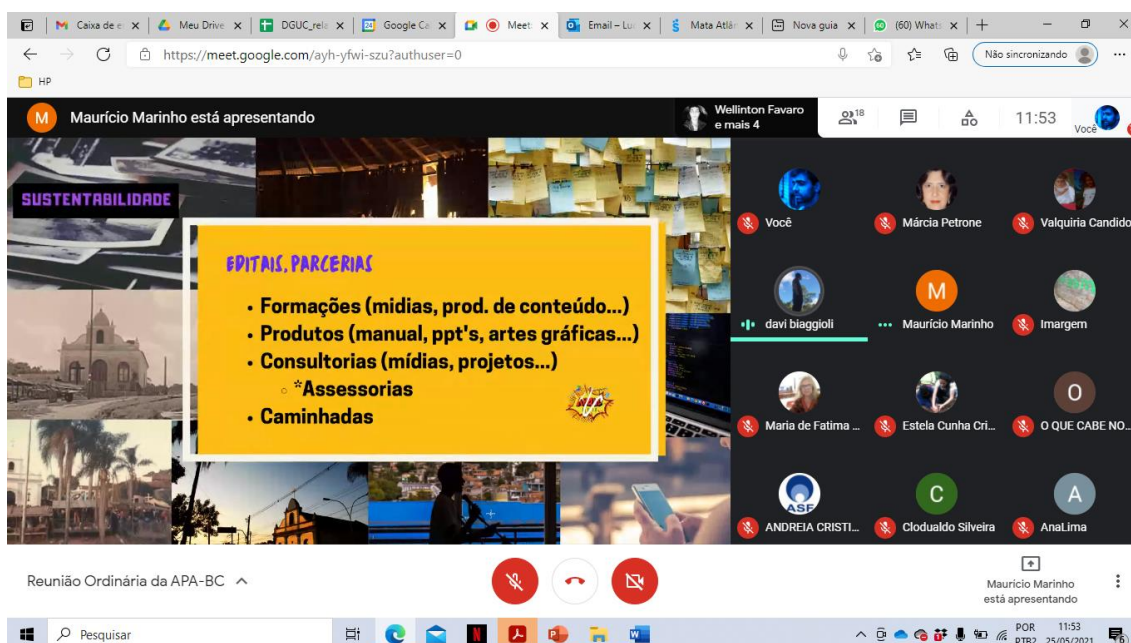 Caixa de e
Meu Drive
DGUC_rela
Google Ca
Meet
Email – Lu
Mata Atlân
Nova guia
(60) Whats
https://meet.google.com/ayh-yfwi-szu?authuser=0
Não sincronizando
HP
M
Maurício Marinho está apresentando
Wellinton Favaro
e mais 4
18
11:53
Você
SUSTENTABILIDADE
EDITAIS, PARCERIAS
• Formações (midias, prod. de conteúdo...)
• Produtos (manual, ppt's, artes gráficas...)
• Consultorias (mídias, projetos...)
*Assessorias
• Caminhadas
Você
Márcia Petrone
Valquiria Candido
M
davi biaggioli
Maurício Marinho
Imargem
O
Maria de Fatima ...
Estela Cunha Cri...
O QUE CABE NO...
ASF
C
A
ANDREIA CRISTI...
Clodualdo Silveira
AnaLima
Reunião Ordinária da APA-BC
Maurício Marinho
está apresentando
Pesquisar
POR
PTB2
11:53
25/05/2021